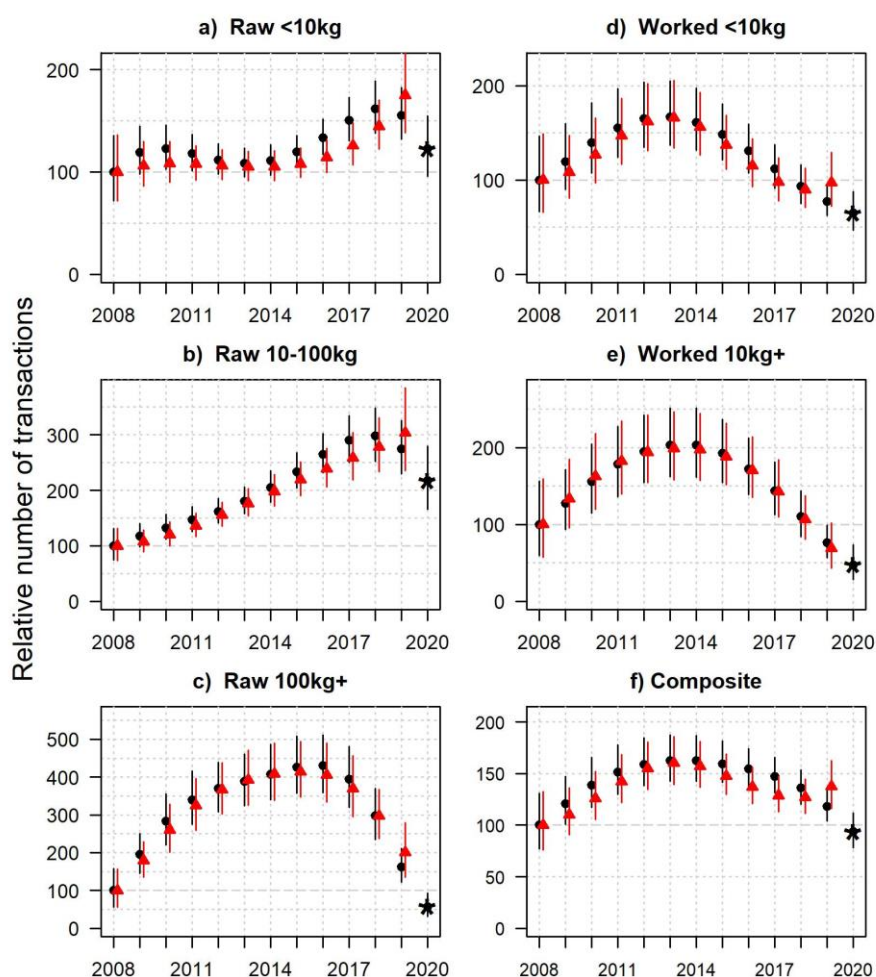 Relative number of transactions
a) Raw <10kg
200
100
0
2008 2011 2014 2017 2020
b) Raw 10-100kg
300
200
100
0
2008 2011 2014 2017 2020
c) Raw 100kg+
500
400
300
200
100
0
2008 2011 2014 2017 2020
d) Worked <10kg
200
100
0
2008 2011 2014 2017 2020
e) Worked 10kg+
200
100
0
2008 2011 2014 2017 2020
f) Composite
200
150
100
50
0
2008 2011 2014 2017 2020